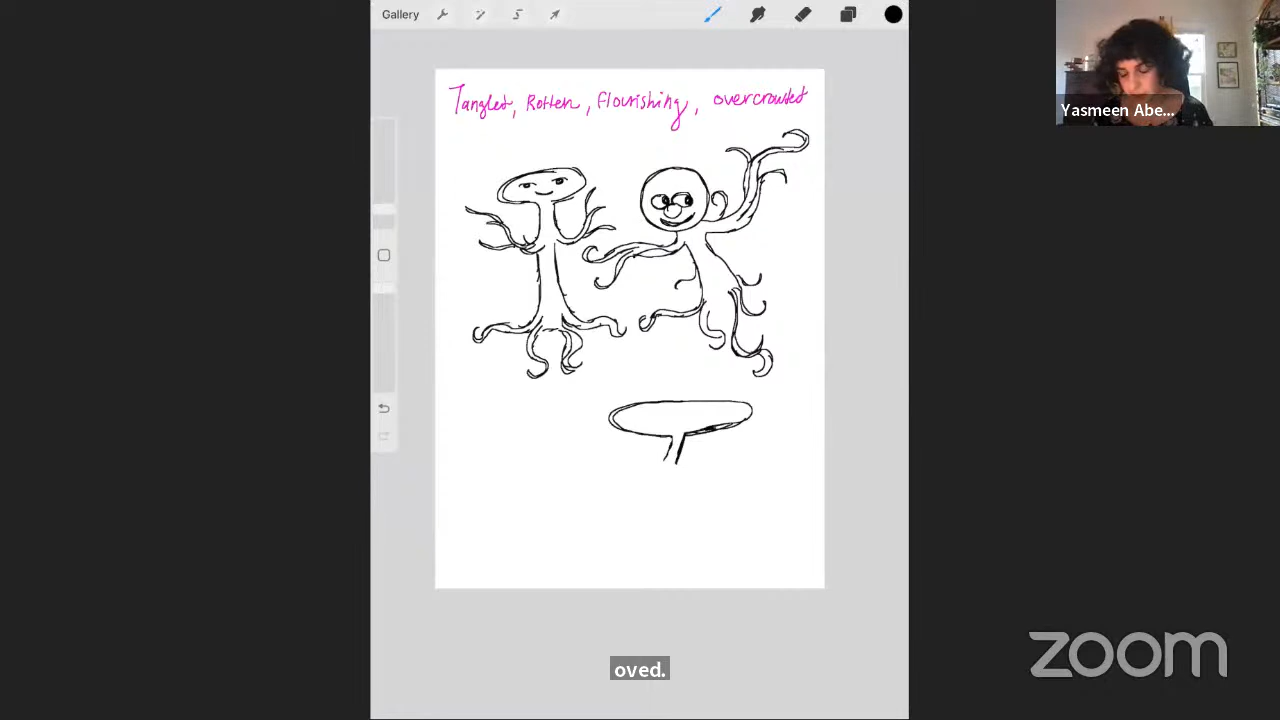 Gallery
Tangled, Rotten, Flourishing, overcrowded
Yasmeen Abe...
oved.
zoom